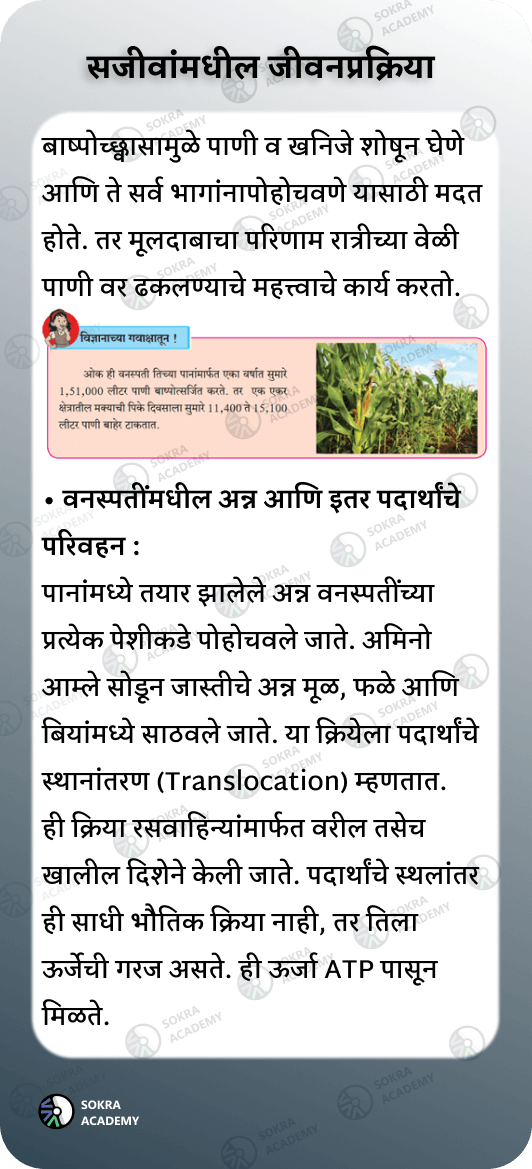 सजीवांमधील जीवनप्रक्रिया
बाष्पोच्छ्वासामुळे पाणी व खनिजे शोषून घेणे
आणि ते सर्व भागांनापोहोचवणे यासाठी मदत
होते. तर मूलदाबाचा परिणाम रात्रीच्या वेळी
पाणी वर ढकलण्याचे महत्त्वाचे कार्य करतो.
विज्ञानाच्या गवाक्षातून !
ओक ही वनस्पती तिच्या पानांमार्फत एका वर्षात सुमारे
1,51,000 लीटर पाणी बाष्पोत्सर्जित करते. तर एक एकर
क्षेत्रातील मक्याची पिके दिवसाला सुमारे 11,400 ते 15,100
लीटर पाणी बाहेर टाकतात.
• वनस्पतींमधील अन्न आणि इतर पदार्थांचे
परिवहन :
पानांमध्ये तयार झालेले अन्न वनस्पतींच्या
प्रत्येक पेशीकडे पोहोचवले जाते. अमिनो
आम्ले सोडून जास्तीचे अन्न मूळ, फळे आणि
बियांमध्ये साठवले जाते. या क्रियेला पदार्थांचे
स्थानांतरण (Translocation) म्हणतात.
ही क्रिया रसवाहिन्यांमार्फत वरील तसेच
खालील दिशेने केली जाते. पदार्थांचे स्थलांतर
ही साधी भौतिक क्रिया नाही, तर तिला
ऊर्जेची गरज असते. ही ऊर्जा ATP पासून
मिळते.
SOKRA
ACADEMY